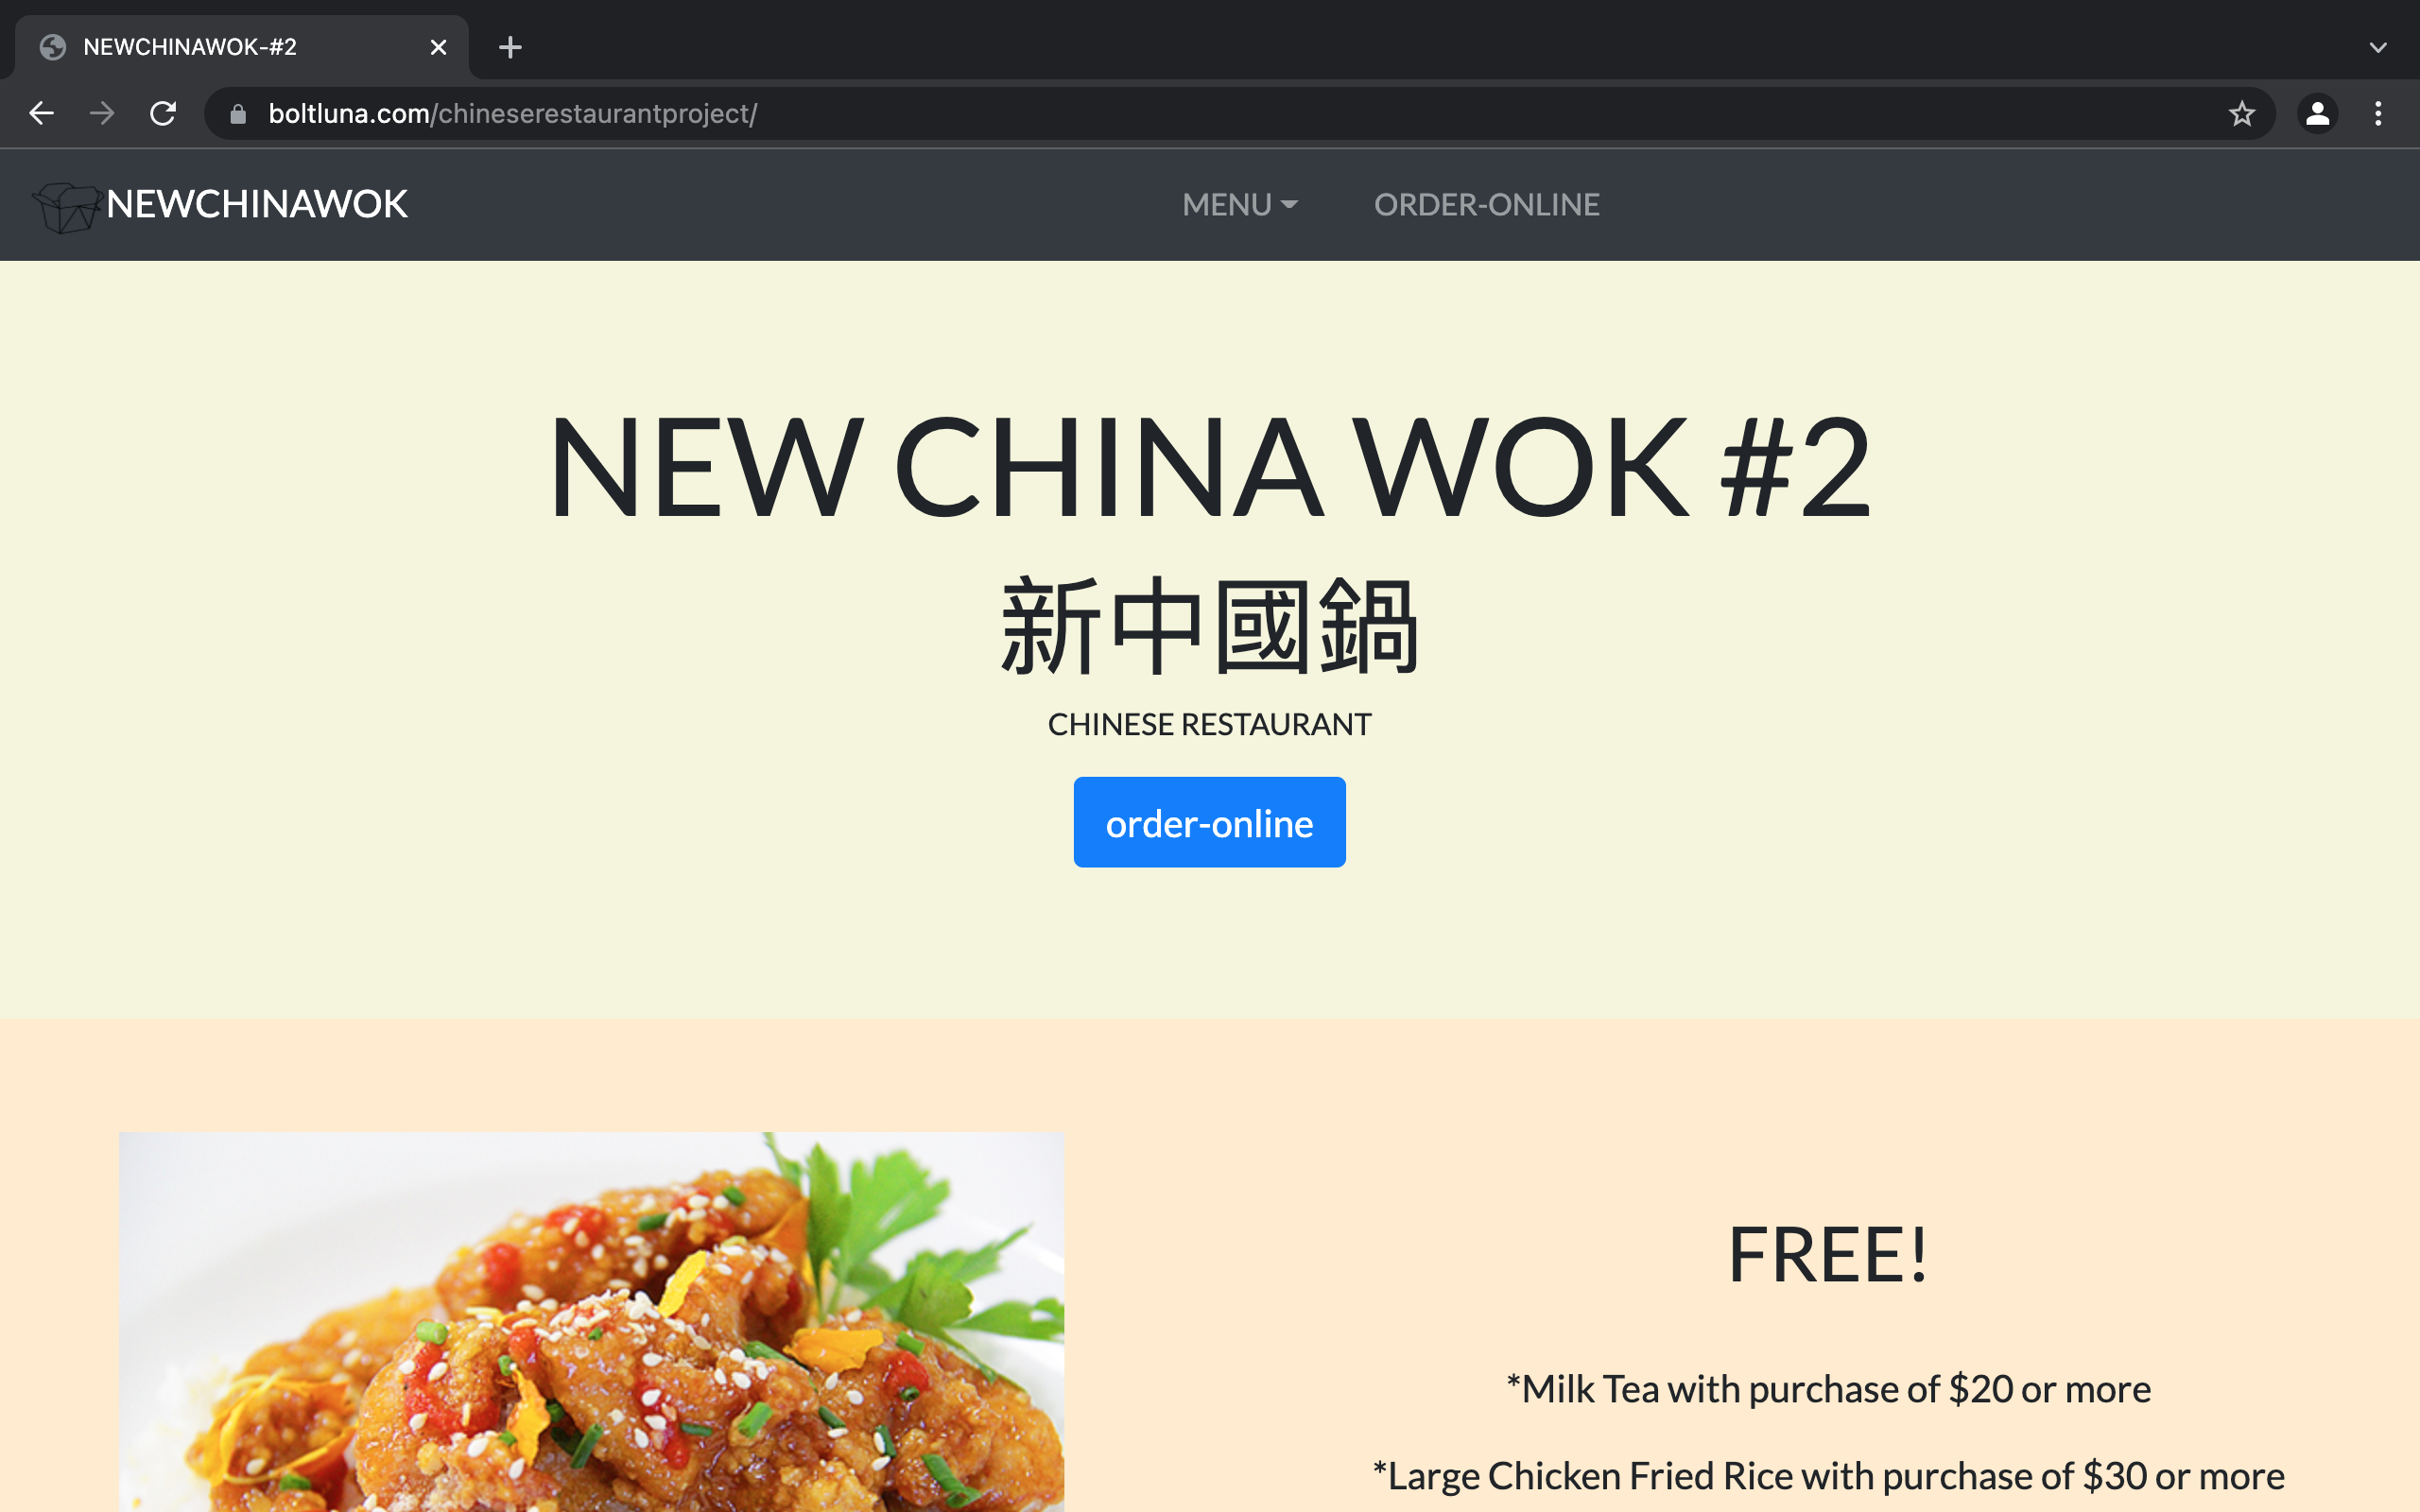 NEWCHINAWOK-#2
boltluna.com/chineserestaurantproject/
NEWCHINAWOK
MENU
ORDER-ONLINE
NEW CHINA WOK #2
新中國鍋
CHINESE RESTAURANT
order-online
FREE!
*Milk Tea with purchase of $20 or more
*Large Chicken Fried Rice with purchase of $30 or more